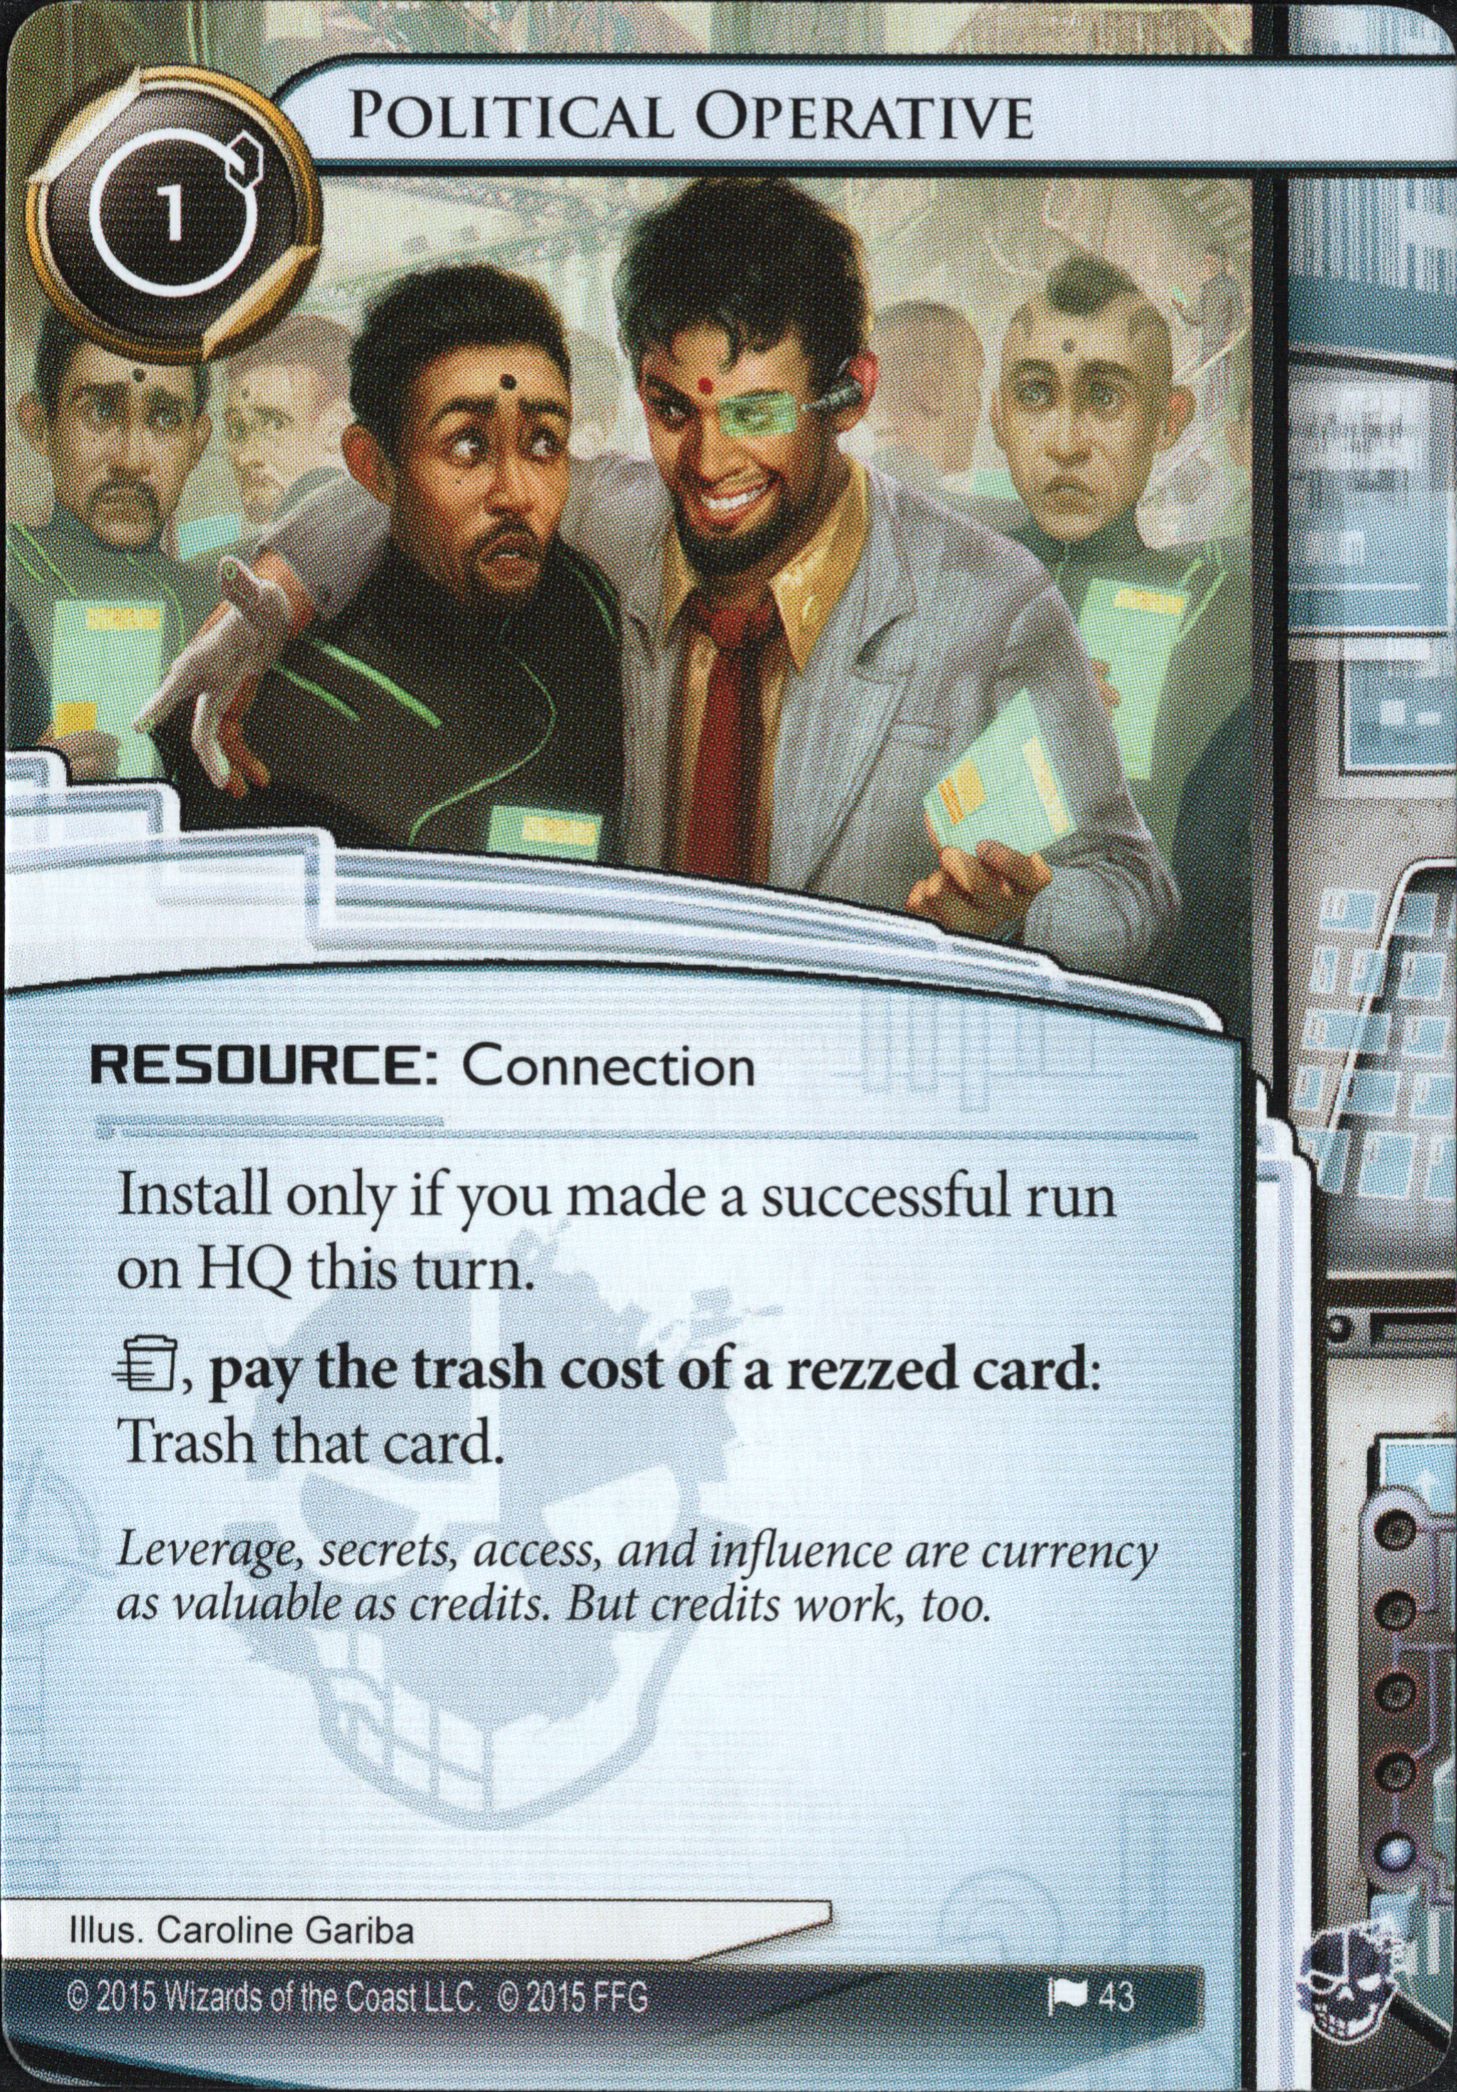 POLITICAL OPERATIVE
1
RESOURCE: Connection
Install only if you made a successful run
on HQ this turn.
, pay the trash cost of a rezzed card:
Trash that card.
Leverage, secrets, access, and influence are currency
as valuable as credits. But credits work, too.
Illus. Caroline Gariba
© 2015 Wizards of the Coast LLC. © 2015 FFG
43